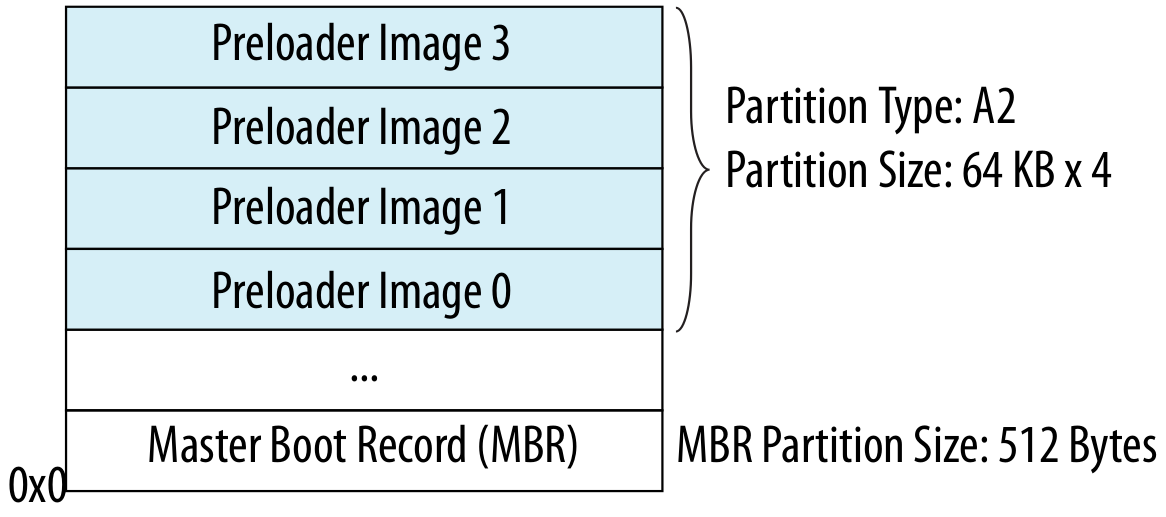 Preloader Image 3
Preloader Image 2
Preloader Image 1
Preloader Image 0
...
Master Boot Record (MBR)
0x0
Partition Type: A2
Partition Size: 64 KB x 4
MBR Partition Size: 512 Bytes